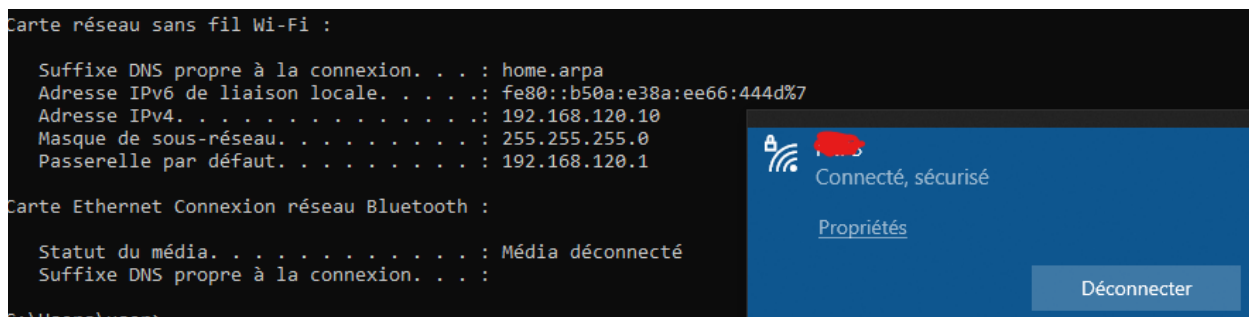 Carte réseau sans fil Wi-Fi :
Suffixe DNS propre à la connexion. . . : home.arpa
Adresse IPv6 de liaison locale. . . . .: fe80::b50a:e38a:ee66:444d%7
Adresse IPv4. . . . . . . . . . . . . .: 192.168.120.10
Masque de sous-réseau. . . . . . . . . : 255.255.255.0
Passerelle par défaut. . . . . . . . . : 192.168.120.1
Carte Ethernet Connexion réseau Bluetooth :
Statut du média. . . . . . . . . . . . : Média déconnecté
Suffixe DNS propre à la connexion. . . :
Connecté, sécurisé
Propriétés
Déconnecter